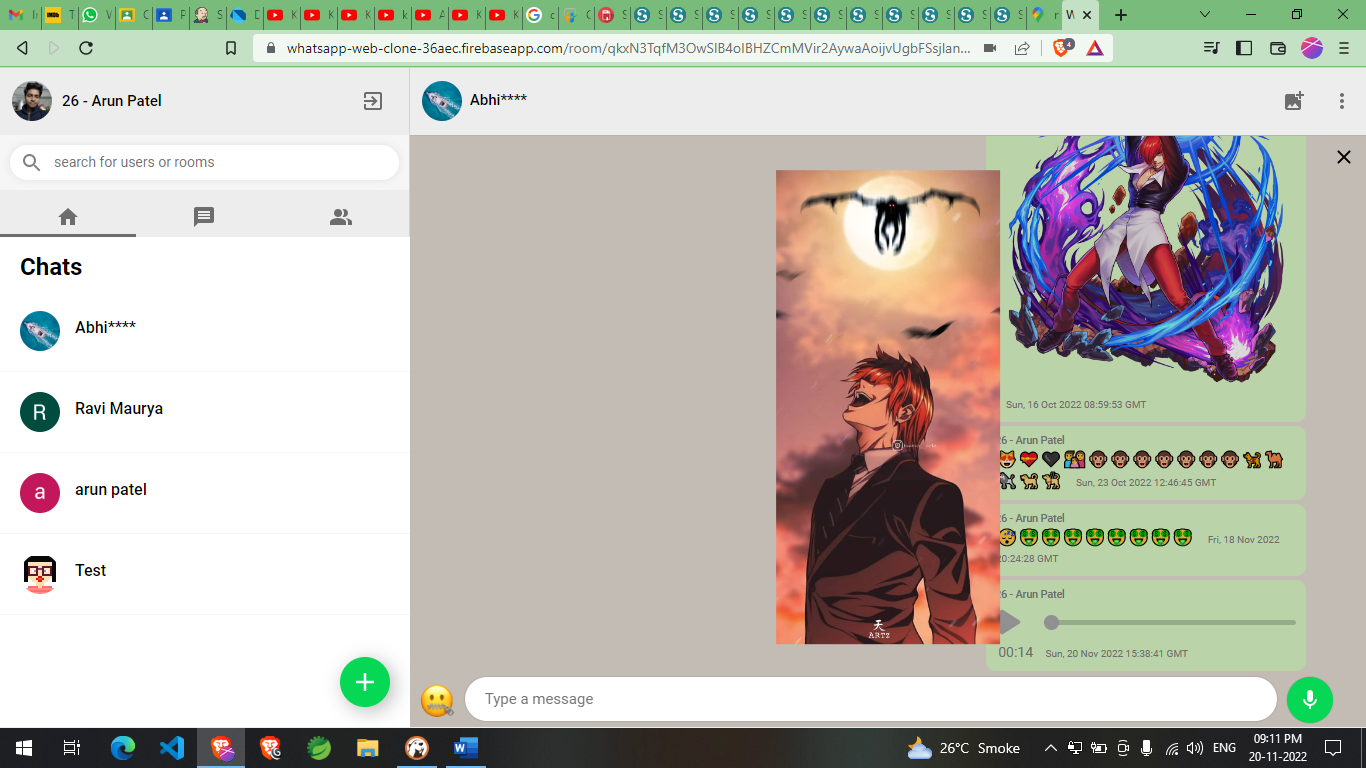 whatsapp-web-clone-36aec.firebaseapp.com/room/qkxN3TqfM3OwSIB4oIBHZCmMVir2AywaAoijvUgbFSsjlan...
4
26 - Arun Patel
Abhi****
search for users or rooms
Chats
Abhi****
Ravi Maurya
arun patel
Test
R
a
Sun, 16 Oct 2022 08:59:53 GMT
26 - Arun Patel
Sun, 23 Oct 2022 12:46:45 GMT
26 - Arun Patel
Fri, 18 Nov 2022
20:24:28 GMT
26 - Arun Patel
00:14 Sun, 20 Nov 2022 15:38:41 GMT
天
ARTZ
Type a message
26°C Smoke
ENG
09:11 PM
20-11-2022